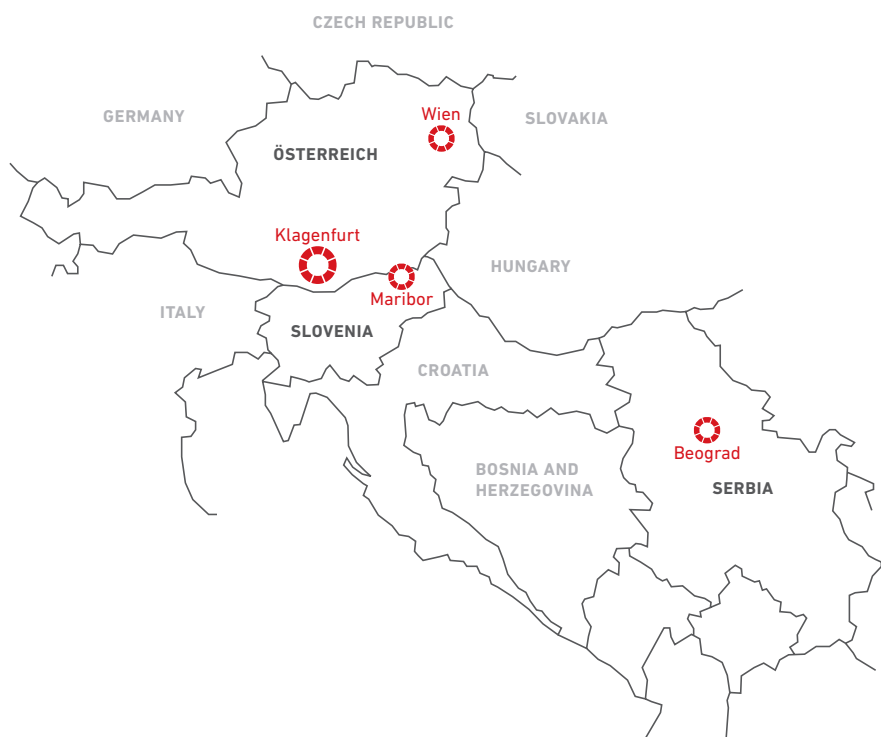 CZECH REPUBLIC
GERMANY
Wien
SLOVAKIA
ÖSTERREICH
Klagenfurt
HUNGARY
Maribor
ITALY
SLOVENIA
CROATIA
Beograd
BOSNIA AND
HERZEGOVINA
SERBIA